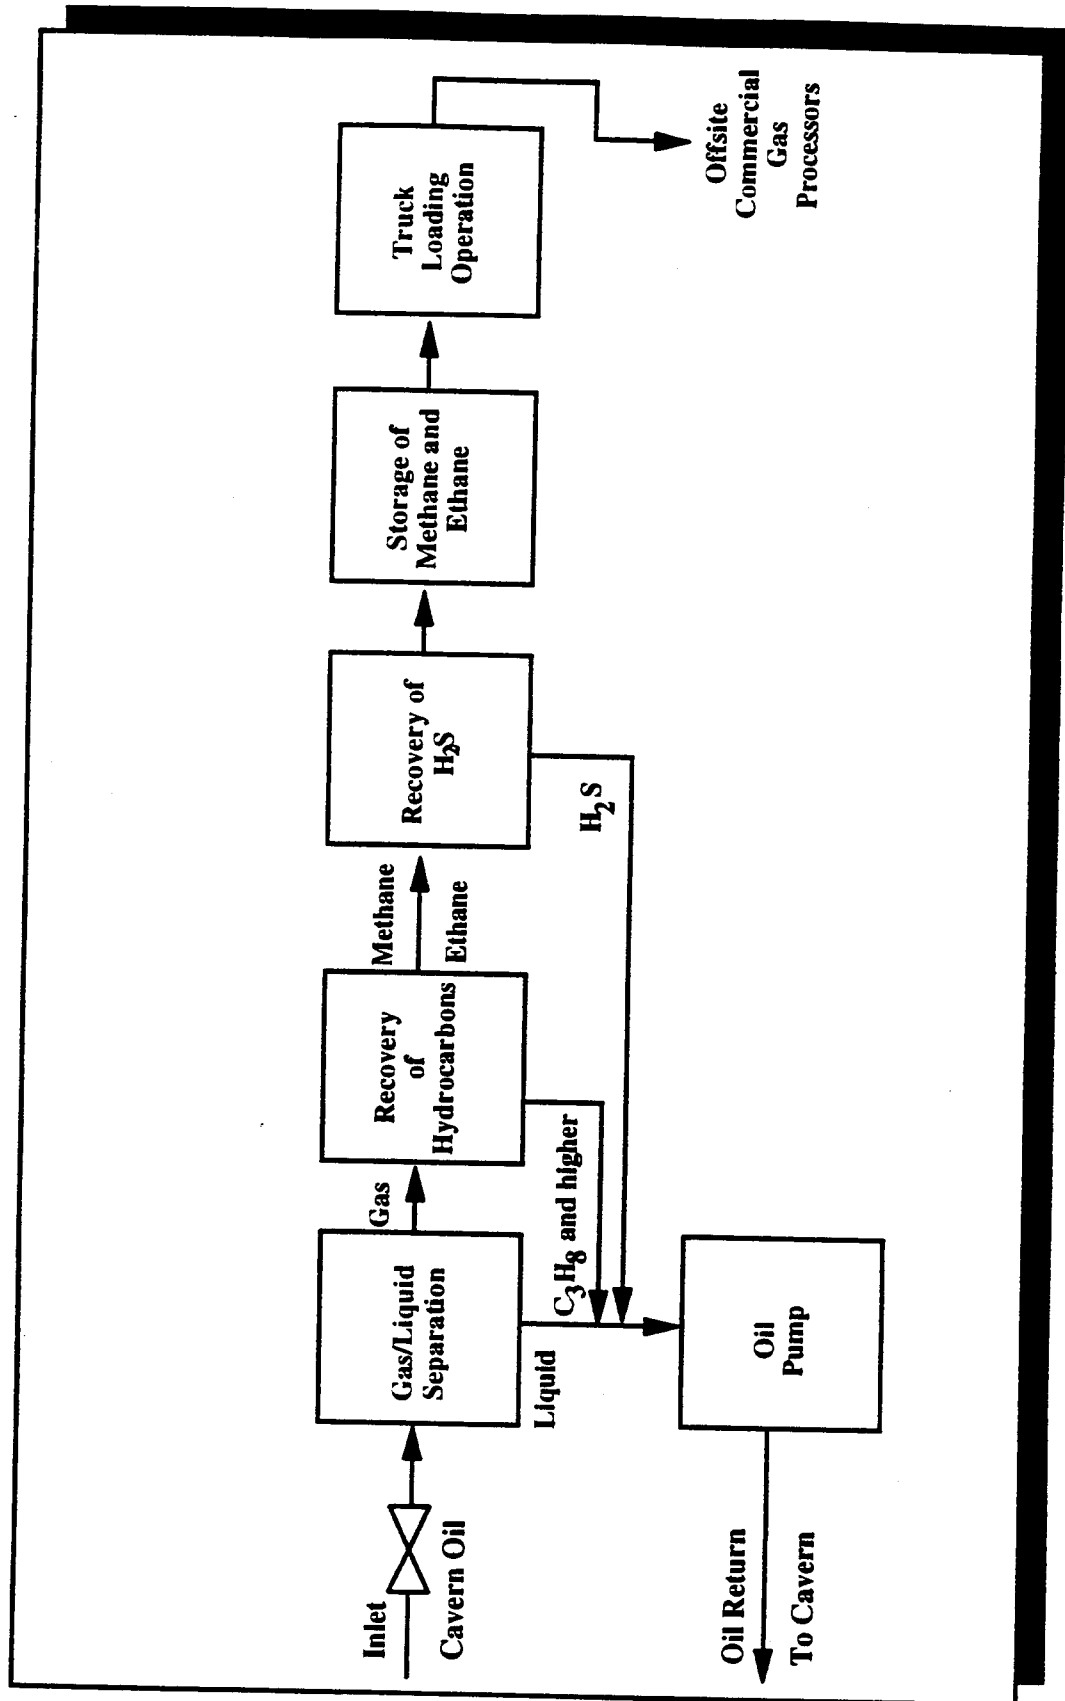 Inlet
Cavern Oil
Gas/Liquid
Separation
Gas
Liquid
Recovery
of
Hydrocarbons
C3H8 and higher
Methane
Ethane
Recovery of
H2S
H2S
Storage of
Methane and
Ethane
Truck
Loading
Operation
Offsite
Commercial
Gas
Processors
Oil
Pump
Oil Return
To Cavern